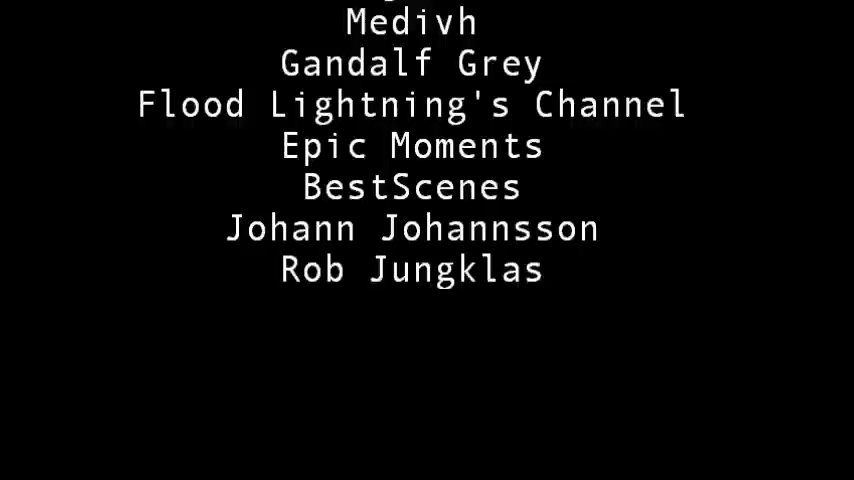 Medivh
Gandalf Grey
Flood Lightning's Channel
Epic Moments
BestScenes
Johann Johannsson
Rob Jungklas